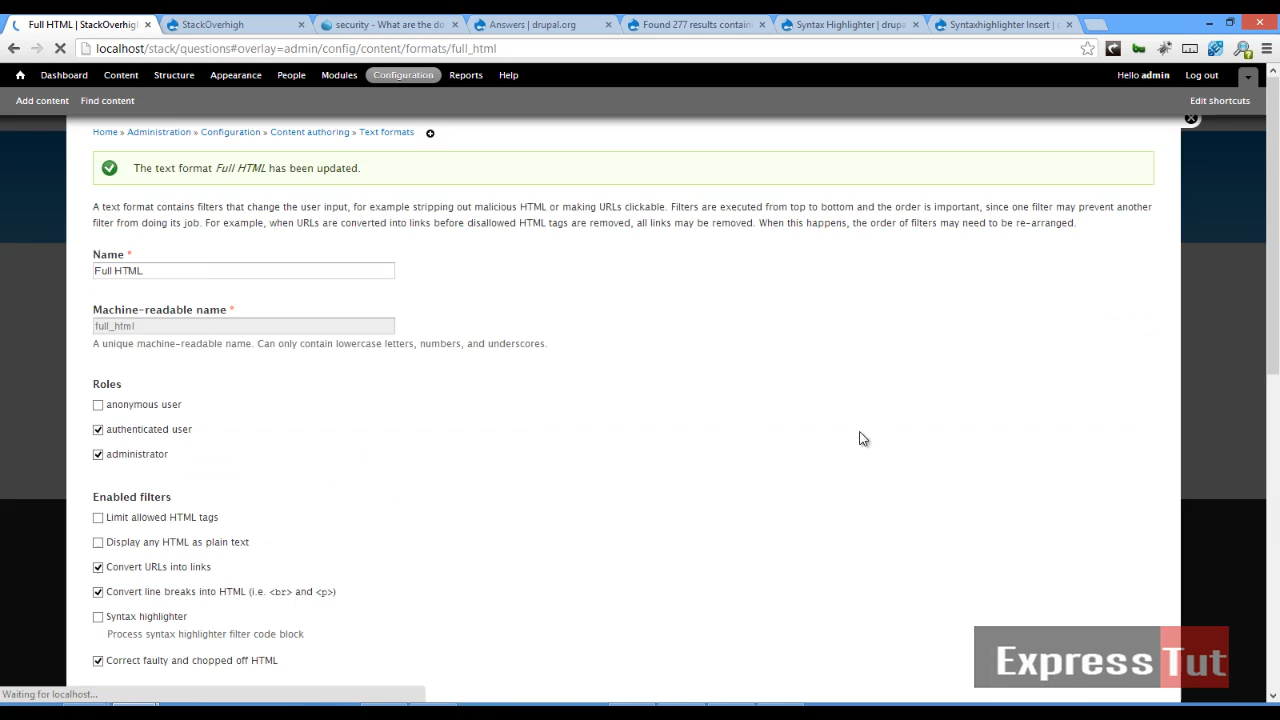 Full HTML | StackOverhigh
StackOverhigh
security - What are the do
Answers | drupal.org
Found 277 results contain
Syntax Highlighter | drupa
Syntaxhighlighter Insert | d
localhost/stack/questions#overlay=admin/config/content/formats/full_html
Dashboard Content Structure Appearance People Modules Configuration Reports Help
Hello admin Log out
Add content Find content
Edit shortcuts
Home » Administration » Configuration » Content authoring » Text formats
The text format Full HTML has been updated.
A text format contains filters that change the user input, for example stripping out malicious HTML or making URLs clickable. Filters are executed from top to bottom and the order is important, since one filter may prevent another
filter from doing its job. For example, when URLs are converted into links before disallowed HTML tags are removed, all links may be removed. When this happens, the order of filters may need to be re-arranged.
Name *
Full HTML
Machine-readable name *
full_html
A unique machine-readable name. Can only contain lowercase letters, numbers, and underscores.
Roles
anonymous user
authenticated user
administrator
Enabled filters
Limit allowed HTML tags
Display any HTML as plain text
Convert URLs into links
Convert line breaks into HTML (i.e. <br> and <p>)
Syntax highlighter
Process syntax highlighter filter code block
Correct faulty and chopped off HTML
Express Tut
Waiting for localhost...